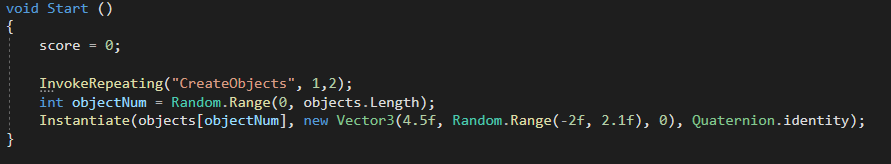 void Start ()
{
    score = 0;

    InvokeRepeating("CreateObjects", 1,2);
    int objectNum = Random.Range(0, objects.Length);
    Instantiate(objects[objectNum], new Vector3(4.5f, Random.Range(-2f, 2.1f), 0), Quaternion.identity);
}